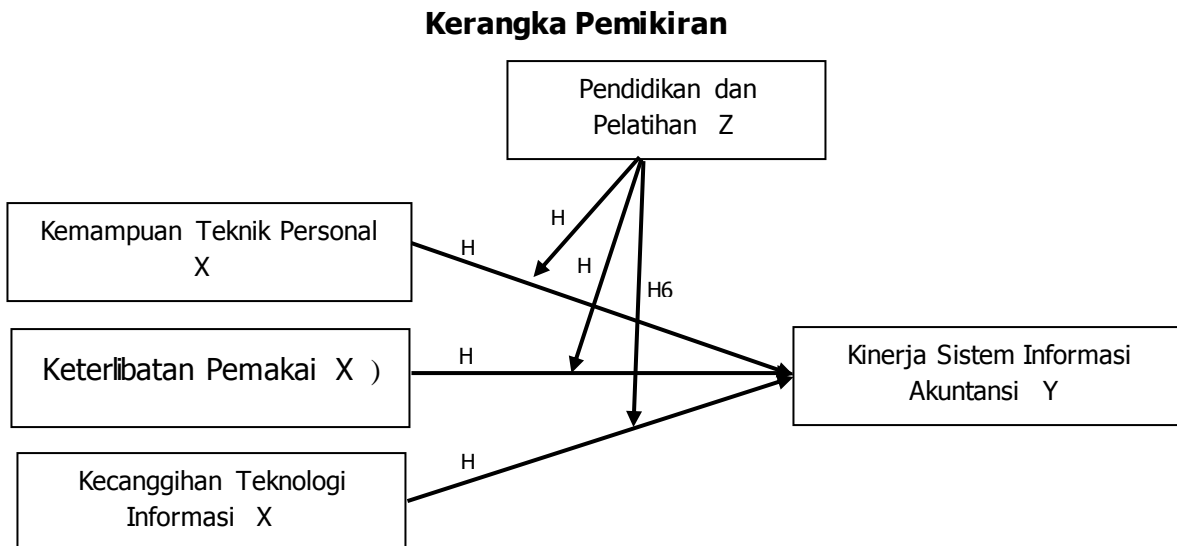 Kerangka Pemikiran
Pendidikan dan
Pelatihan Z
Kemampuan Teknik Personal
X
H
H
H
H6
Keterlibatan Pemakai X )
H
Kinerja Sistem Informasi
Akuntansi Y
H
Kecanggihan Teknologi
Informasi X